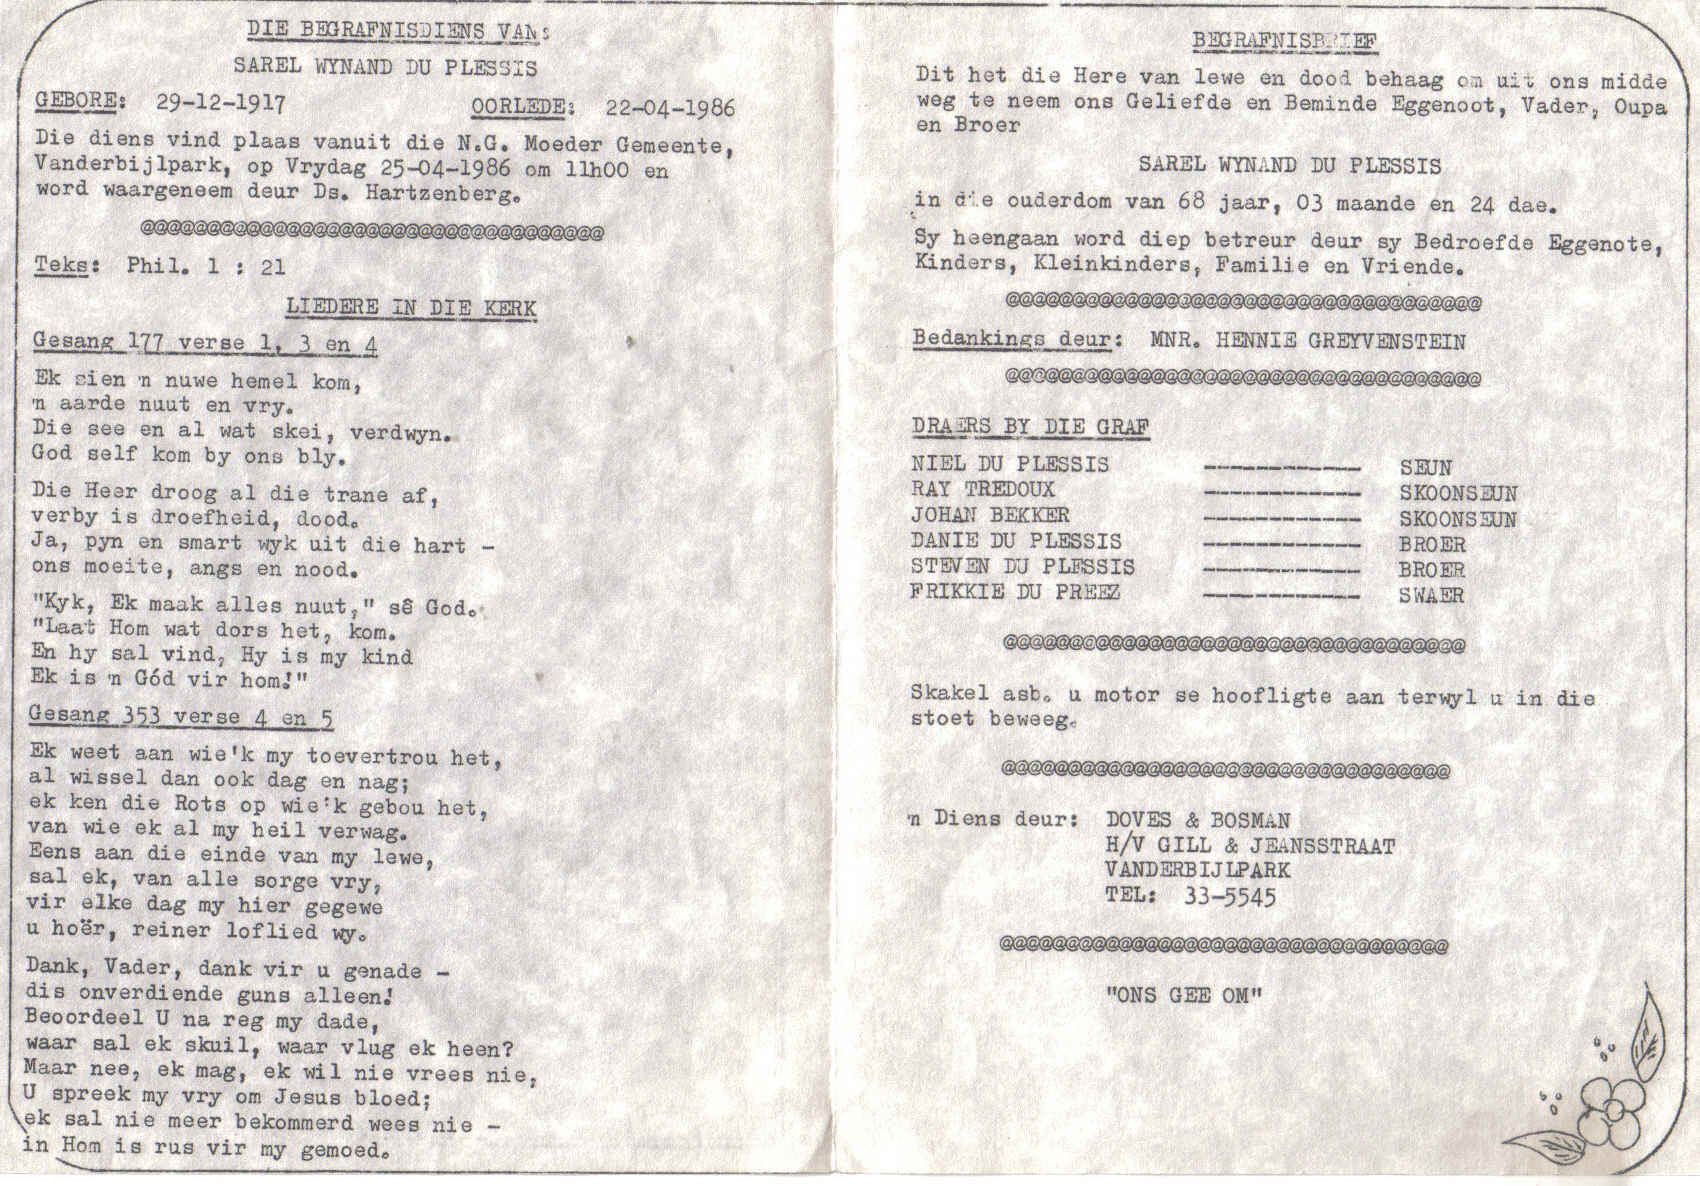 DIE BEGRAFNISDIENS VAN:
SAREL WYNAND DU PLESSIS
GEBORE: 29-12-1917 OORLEDE: 22-04-1986
Die diens vind plaas vanuit die N.G. Moeder Gemeente,
Vanderbijlpark, op Vrydag 25-04-1986 om 11h00 en
word waargeneem deur Ds. Hartzenberg.
@@@@@@@@@@@@@@@@@@@@@@@@@@@@@@@@@@@
Teks: Phil. 1 : 21
LIEDERE IN DIE KERK
Gesang 177 verse 1, 3 en 4
Ek sien 'n nuwe hemel kom,
'n aarde nuut en vry.
Die see en al wat skei, verdwyn.
God self kom by ons bly.
Die Heer droog al die trane af,
verby is droefheid, dood.
Ja, pyn en smart wyk uit die hart -
ons moeite, angs en nood.
"Kyk, Ek maak alles nuut," sê God.
"Laat Hom wat dors het, kom.
En hy sal vind, Hy is my kind
Ek is 'n Gód vir hom!"
Gesang 353 verse 4 en 5
Ek weet aan wie'k my toevertrou het,
al wissel dan ook dag en nag;
ek ken die Rots op wie'k gebou het,
van wie ek al my heil verwag.
Eens aan die einde van my lewe,
sal ek, van alle sorge vry,
vir elke dag my hier gegewe
u hoër, reiner loflied wy.
Dank, Vader, dank vir u genade -
dis onverdiende guns alleen!
Beoordeel U na reg my dade,
waar sal ek skuil, waar vlug ek heen?
Maar nee, ek mag, ek wil nie vrees nie,
U spreek my vry om Jesus bloed;
ek sal nie meer bekommerd wees nie -
in Hom is rus vir my gemoed.
BEGRAFNISBRIEF
Dit het die Here van lewe en dood behaag om uit ons midde
weg te neem ons Geliefde en Beminde Eggenoot, Vader, Oupa
en Broer
SAREL WYNAND DU PLESSIS
in die ouderdom van 68 jaar, 03 maande en 24 dae.
Sy heengaan word diep betreur deur sy Bedroefde Eggenote,
Kinders, Kleinkinders, Familie en Vriende.
@@@@@@@@@@@@@@@@@@@@@@@@@@@@@@@@@@@@
Bedankings deur: MNR. HENNIE GREYVENSTEIN
@@@@@@@@@@@@@@@@@@@@@@@@@@@@@@@@@@@@
DRAERS BY DIE GRAF
NIEL DU PLESSIS ------------ SEUN
RAY TREDOUX ------------ SKOONSEUN
JOHAN BEKKER ------------ SKOONSEUN
DANIE DU PLESSIS ------------ BROER
STEVEN DU PLESSIS ------------ BROER
FRIKKIE DU PREEZ ------------ SWAER
@@@@@@@@@@@@@@@@@@@@@@@@@@@@@@@@@@@
Skakel asb. u motor se hoofligte aan terwyl u in die
stoet beweeg.
@@@@@@@@@@@@@@@@@@@@@@@@@@@@@@@@@@
'n Diens deur: DOVES & BOSMAN
H/V GILL & JEANSSTRAAT
VANDERBIJLPARK
TEL: 33-5545
@@@@@@@@@@@@@@@@@@@@@@@@@@@@@@@@@@
"ONS GEE OM"